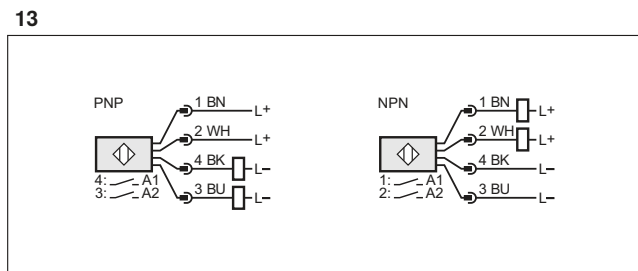 13
PNP
1 BN
L+
2 WH
L+
4 BK
L–
3 BU
L–
4:
A1
3:
A2
NPN
1 BN
L+
2 WH
L+
4 BK
L–
3 BU
L–
1:
A1
2:
A2